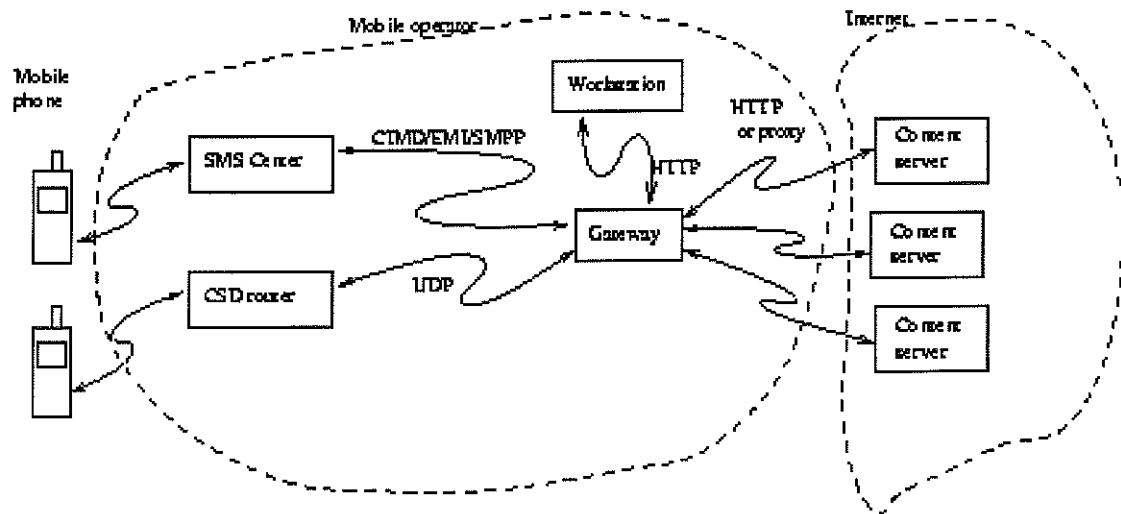 Mobile operator
Internet
Mobile
phone
Workstation
HTTP
or proxy
Content
server
CIMD/EMI/SMPP
SMS Center
HTTP
Gateway
Content
server
CSD router
UDP
Content
server